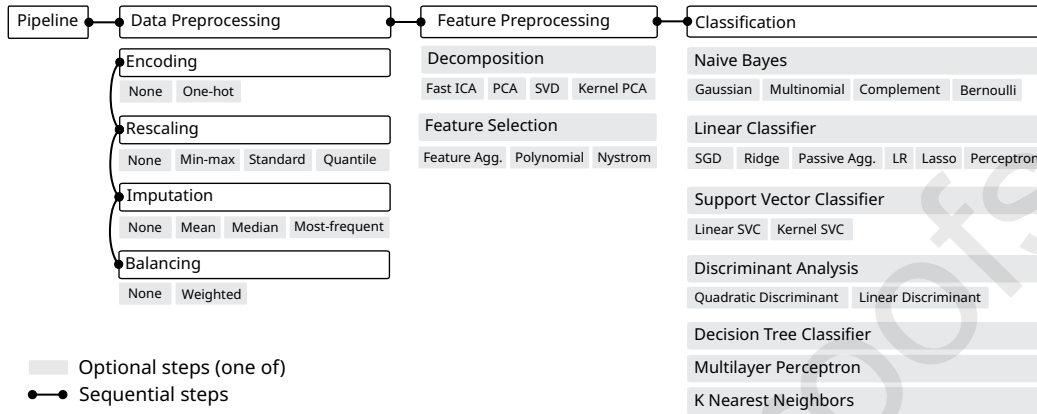 Pipeline
Data Preprocessing
Feature Preprocessing
Classification
Encoding
None One-hot
Rescaling
None Min-max Standard Quantile
Imputation
None Mean Median Most-frequent
Balancing
None Weighted
Decomposition
Fast ICA PCA SVD Kernel PCA
Feature Selection
Feature Agg. Polynomial Nystrom
Naive Bayes
Gaussian Multinomial Complement Bernoulli
Linear Classifier
SGD Ridge Passive Agg. LR Lasso Perceptron
Support Vector Classifier
Linear SVC Kernel SVC
Discriminant Analysis
Quadratic Discriminant Linear Discriminant
Decision Tree Classifier
Multilayer Perceptron
K Nearest Neighbors
Optional steps (one of)
Sequential steps